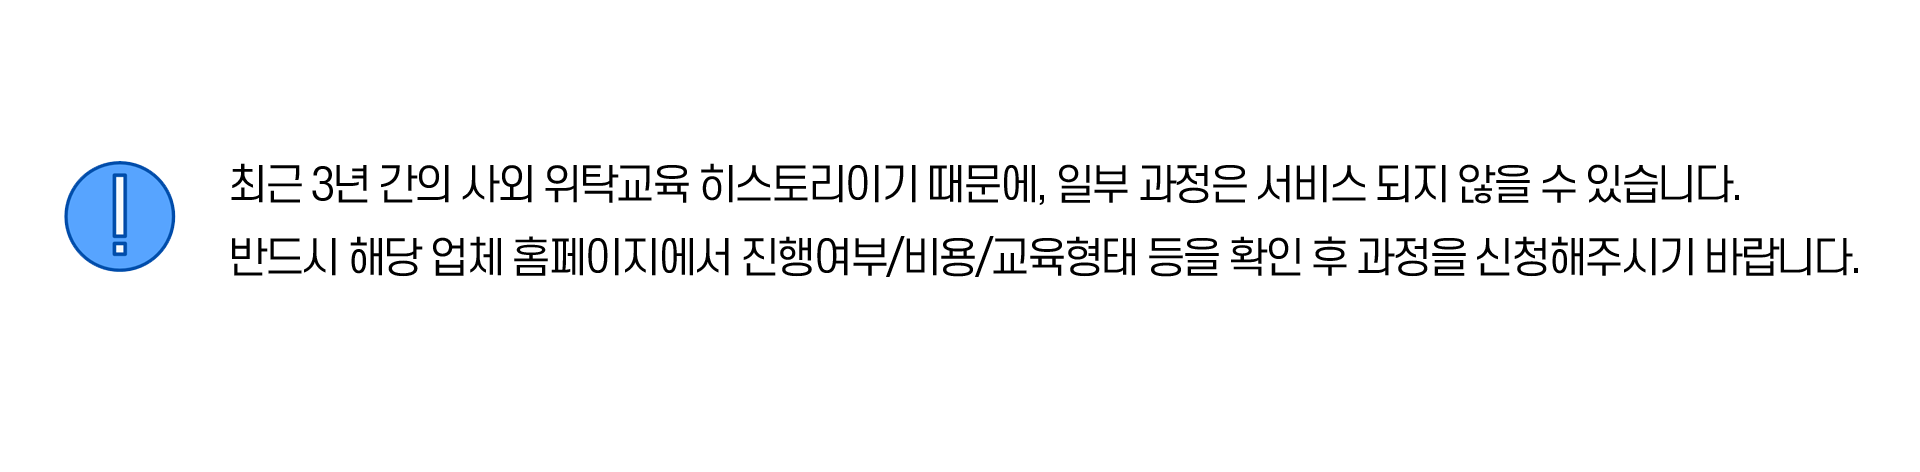 최근 3년 간의 사외 위탁교육 히스토리이기 때문에, 일부 과정은 서비스 되지 않을 수 있습니다.
반드시 해당 업체 홈페이지에서 진행여부/비용/교육형태 등을 확인 후 과정을 신청해주시기 바랍니다.